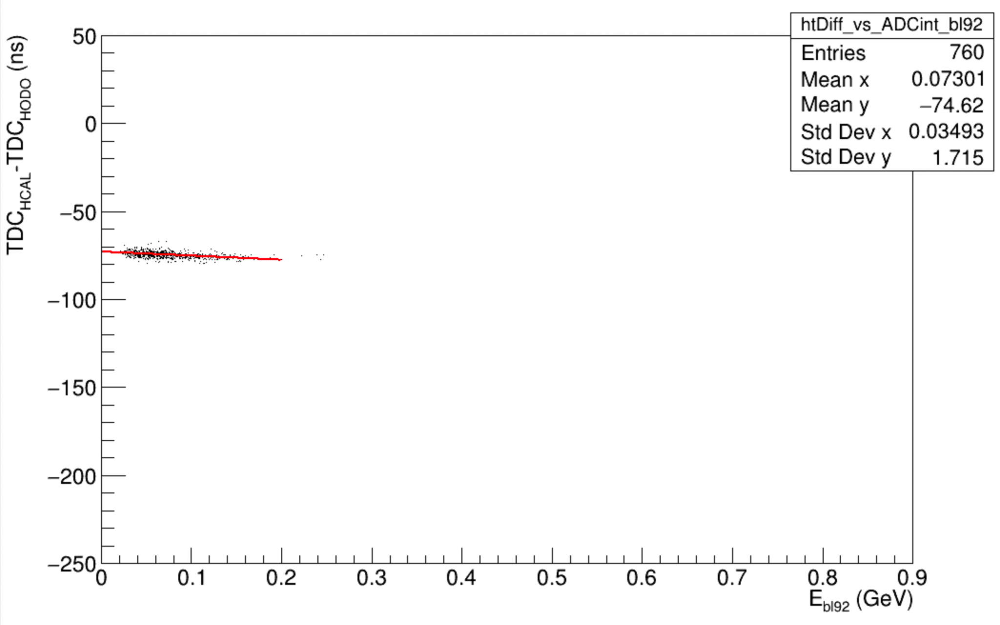 htDiff_vs_ADCint_bl92
Entries 760
Mean x 0.07301
Mean y −74.62
Std Dev x 0.03493
Std Dev y 1.715
TDC_HCAL-TDC_HODO (ns)
50
0
−50
−100
−150
−200
−250
0 0.1 0.2 0.3 0.4 0.5 0.6 0.7 0.8 0.9
E_bl92 (GeV)